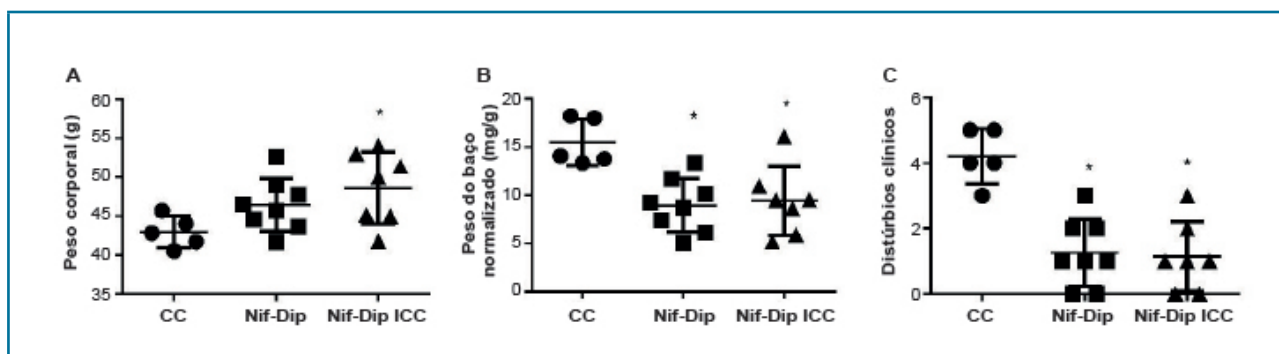 A
Peso corporal (g)
60
55
50
45
40
35
*
CC
Nif-Dip
Nif-Dip ICC
B
Peso do baço
normalizado (mg/g)
20
15
10
5
0
*
*
CC
Nif-Dip
Nif-Dip ICC
C
Distúrbios clínicos
6
4
2
0
*
*
CC
Nif-Dip
Nif-Dip ICC